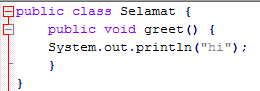 public class Selamat {
public void greet() {
System.out.println("hi");
}
}